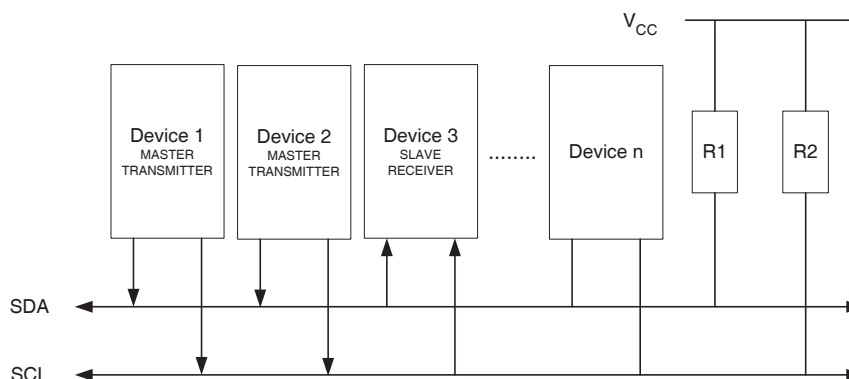 VCC
Device 1
MASTER
TRANSMITTER
Device 2
MASTER
TRANSMITTER
Device 3
SLAVE
RECEIVER
........
Device n
R1
R2
SDA
SCL